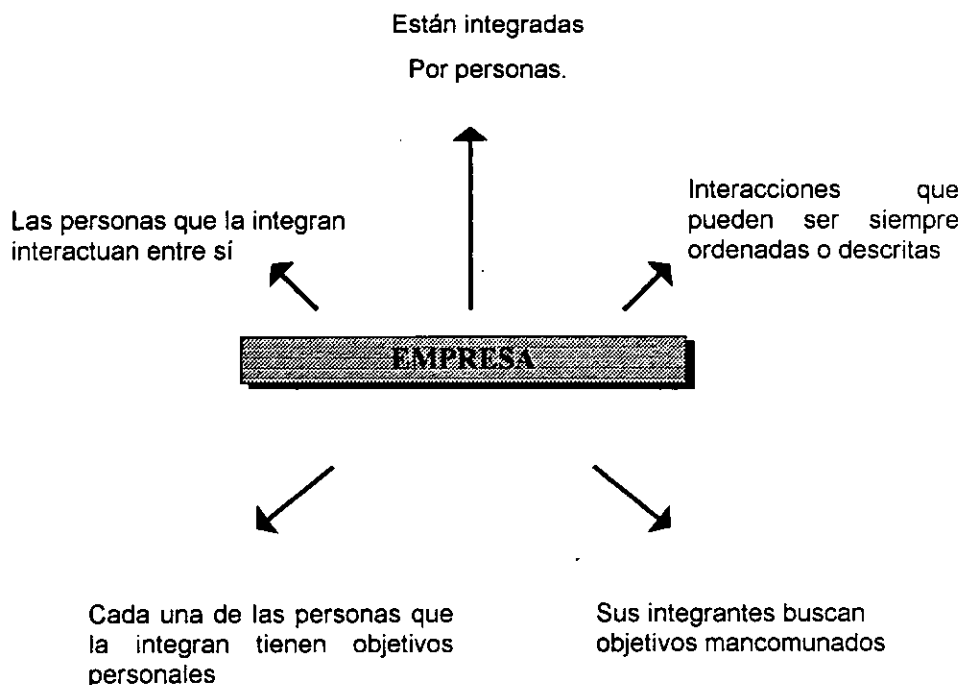 Están integradas
Por personas.
Las personas que la integran
interactuan entre sí
Interacciones que
pueden ser siempre
ordenadas o descritas
EMPRESA
Cada una de las personas que
la integran tienen objetivos
personales
Sus integrantes buscan
objetivos mancomunados